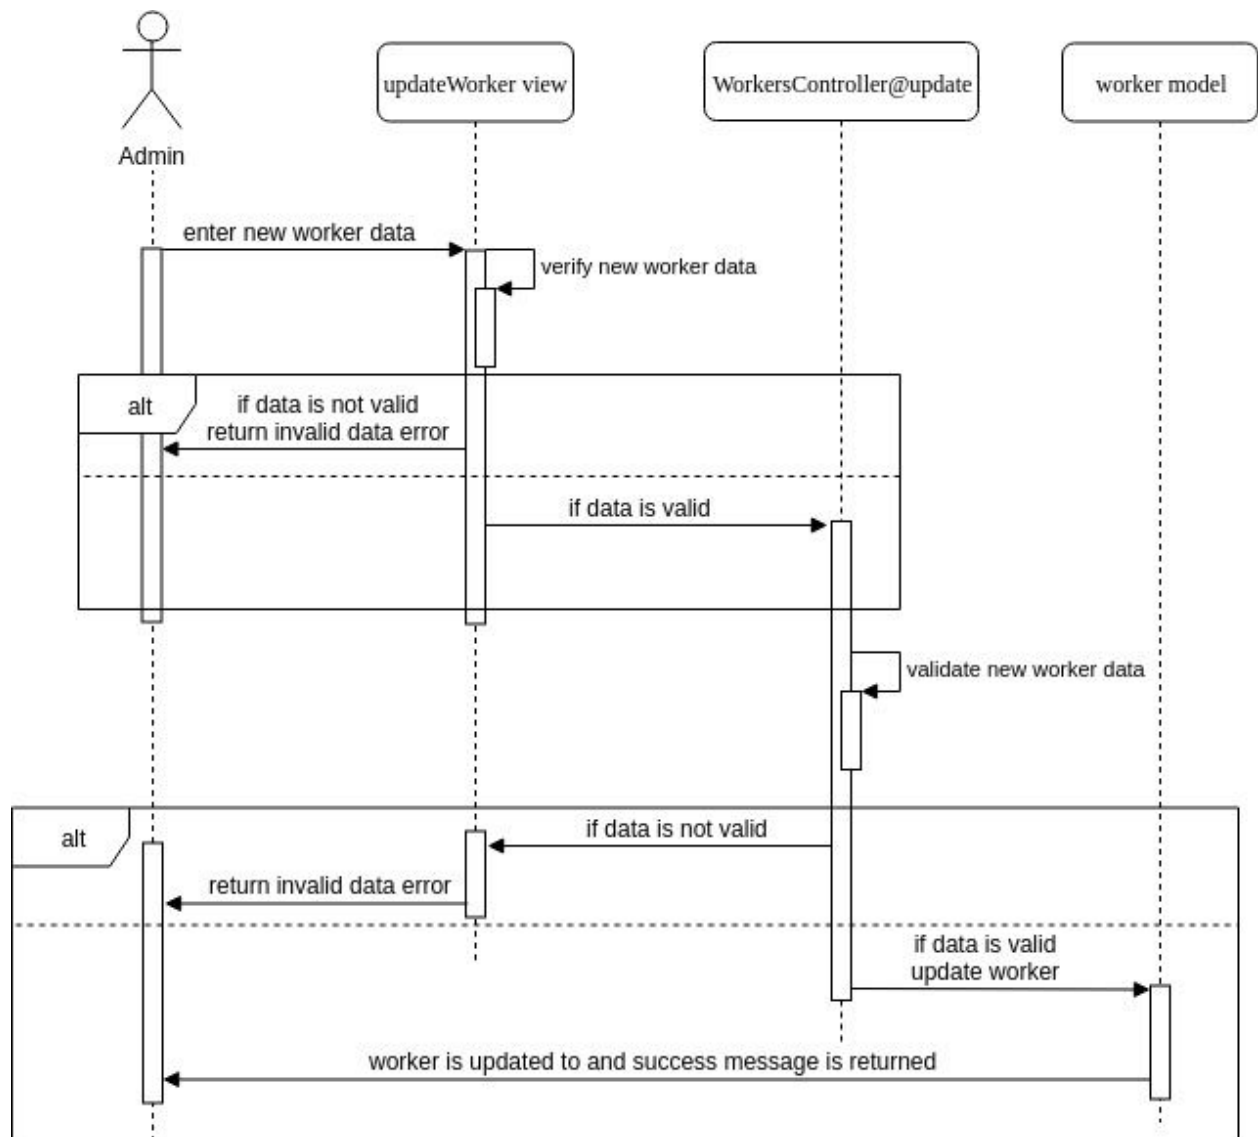 Admin
updateWorker view
WorkersController@update
worker model
enter new worker data
verify new worker data
alt
if data is not valid
return invalid data error
if data is valid
validate new worker data
alt
if data is not valid
return invalid data error
if data is valid
update worker
worker is updated to and success message is returned